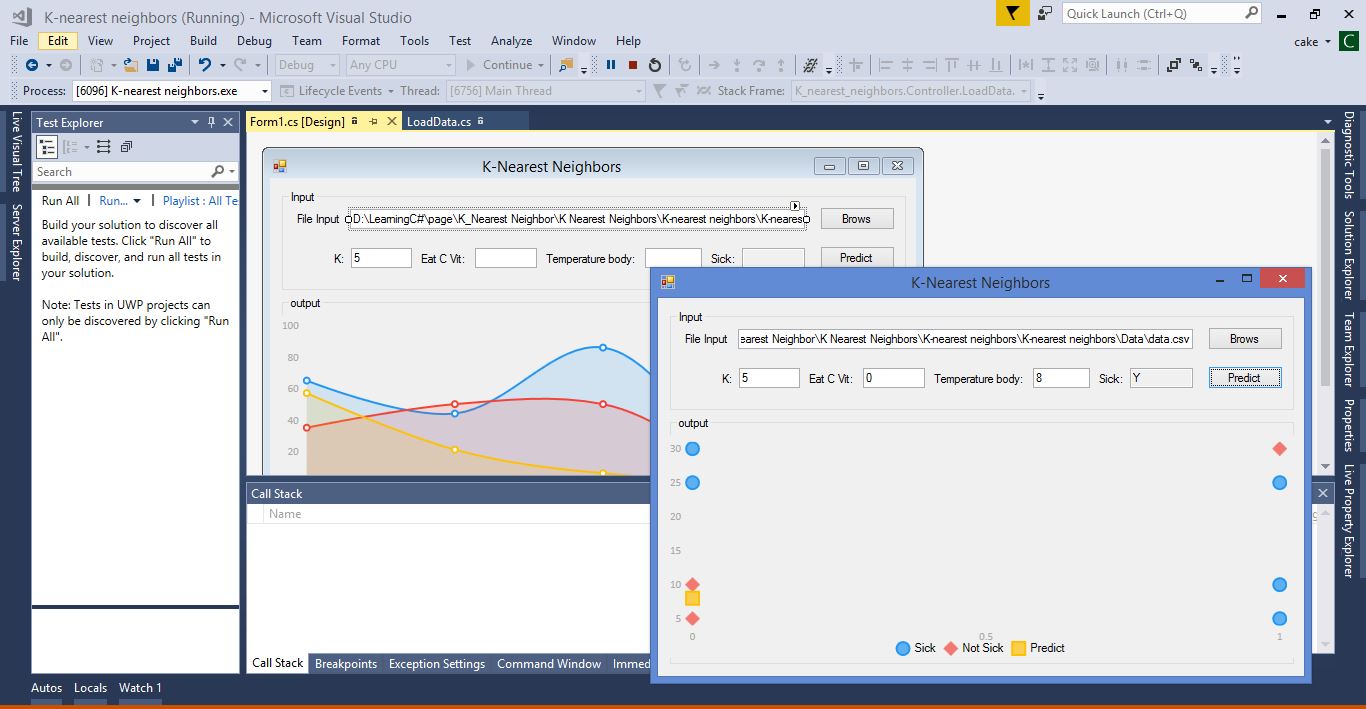 K-nearest neighbors (Running) - Microsoft Visual Studio
Quick Launch (Ctrl+Q)
File Edit View Project Build Debug Team Format Tools Test Analyze Window Help
cake C
Debug Any CPU Continue
Process: [6096] K-nearest neighbors.exe Lifecycle Events Thread: [6756] Main Thread Stack Frame: K_nearest_neighbors.Controller.LoadData.
Live Visual Tree
Server Explorer
Test Explorer
Search
Run All | Run... | Playlist : All Te
Build your solution to discover all
available tests. Click "Run All" to
build, discover, and run all tests in
your solution.
Note: Tests in UWP projects can
only be discovered by clicking "Run
All".
Form1.cs [Design] LoadData.cs
K-Nearest Neighbors
Input
File Input D:\LearningC#\page\K_Nearest Neighbor\K Nearest Neighbors\K-nearest neighbors\K-neares Brows
K: 5 Eat C Vit: Temperature body: Sick: Predict
output
100
80
60
40
20
K-Nearest Neighbors
Input
File Input earest Neighbor\K Nearest Neighbors\K-nearest neighbors\K-nearest neighbors\Data\data.csv Brows
K: 5 Eat C Vit: 0 Temperature body: 8 Sick: Y Predict
output
30
25
20
15
10
5
0 0.5 1
Sick Not Sick Predict
Call Stack
Name
Call Stack Breakpoints Exception Settings Command Window Immed
Autos Locals Watch 1
Diagnostic Tools
Solution Explorer
Team Explorer
Properties
Live Property Explorer